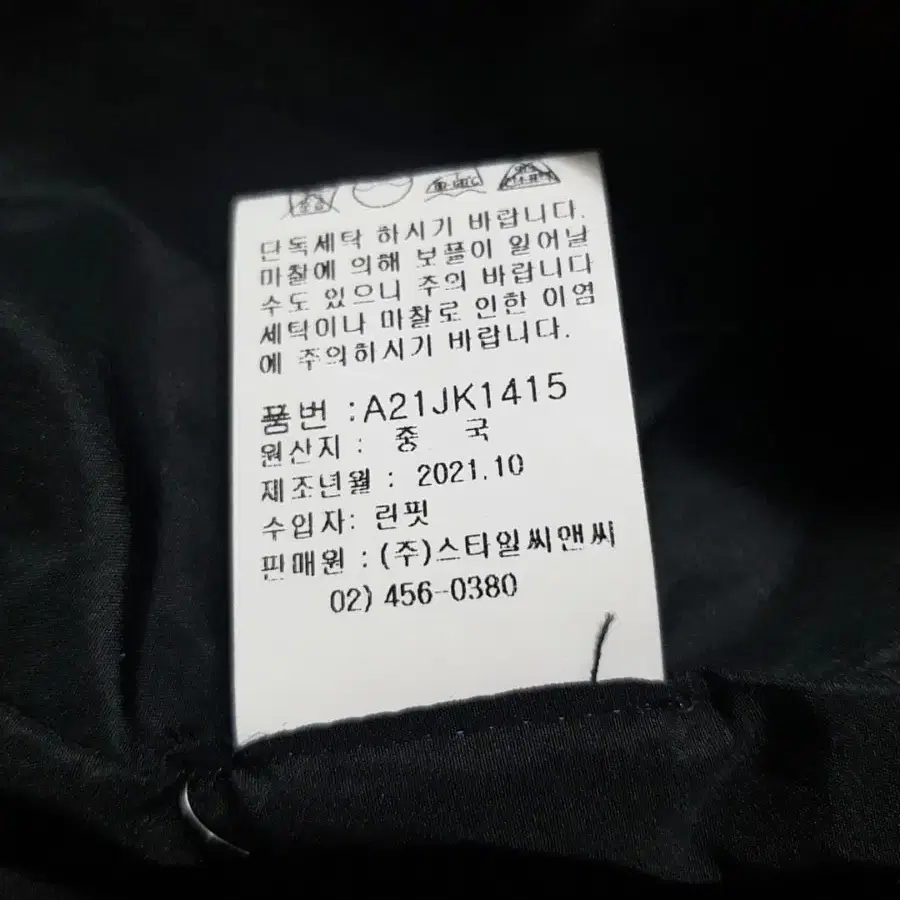 단독세탁 하시기 바랍니다.
마찰에 의해 보풀이 일어날
수도 있으니 주의 바랍니다
세탁이나 마찰로 인한 이염
에 주의하시기 바랍니다.
품번 :A21JK1415
원산지 : 중 국
제조년월 : 2021.10
수입자: 린핏
판매원 : (주)스타일씨앤씨
02) 456-0380